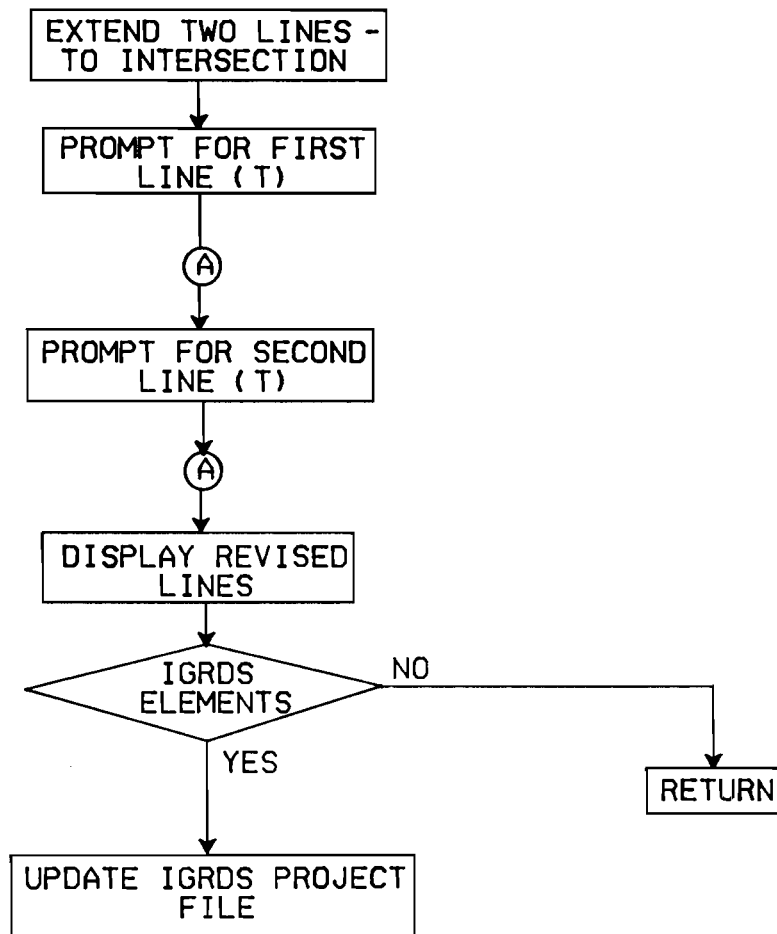 EXTEND TWO LINES -
TO INTERSECTION
PROMPT FOR FIRST
LINE (T)
A
PROMPT FOR SECOND
LINE (T)
A
DISPLAY REVISED
LINES
IGRDS
ELEMENTS
NO
YES
RETURN
UPDATE IGRDS PROJECT
FILE